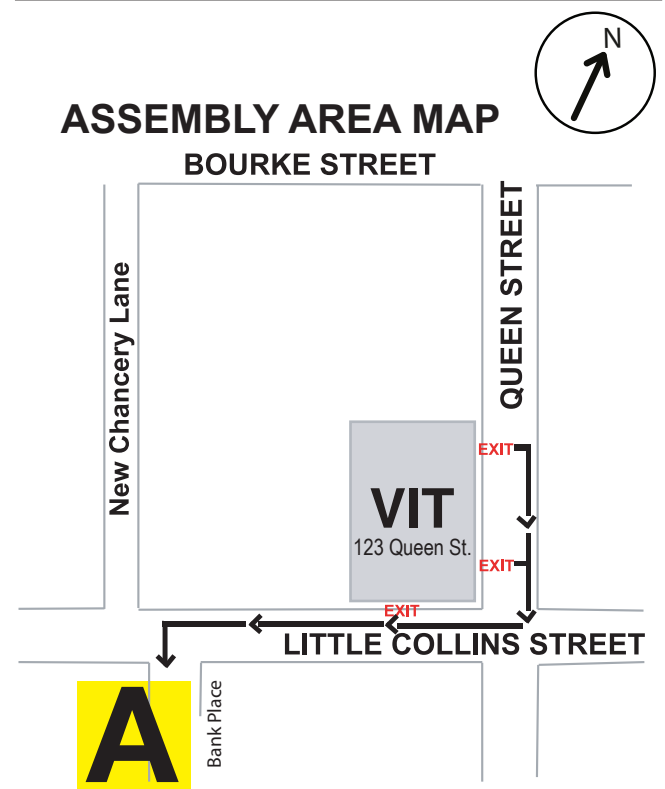 N
ASSEMBLY AREA MAP
BOURKE STREET
QUEEN STREET
New Chancery Lane
EXIT
VIT
123 Queen St.
EXIT
EXIT
LITTLE COLLINS STREET
A
Bank Place